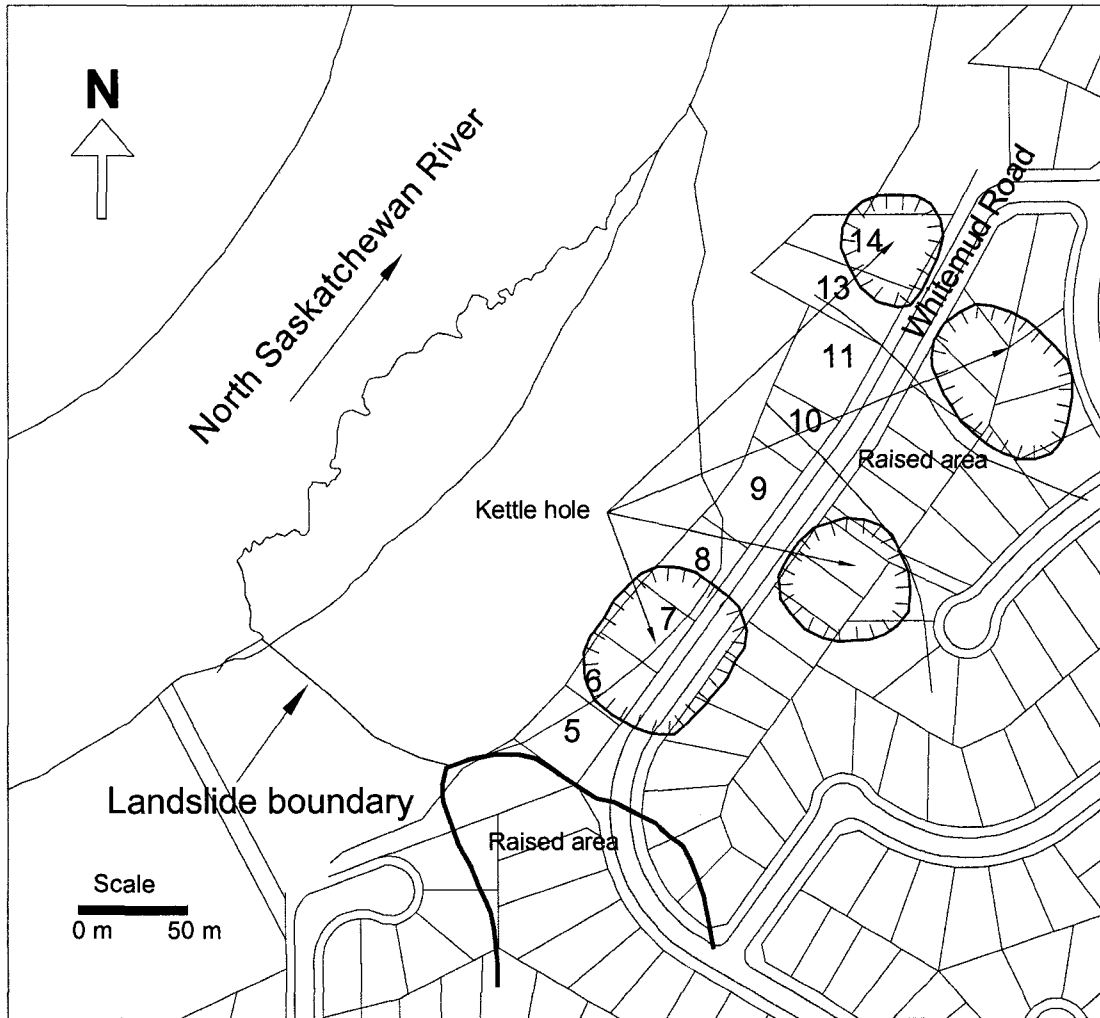 N
North Saskatchewan River
Whitemud Road
14
13
11
10
Raised area
9
Kettle hole
8
7
6
5
Landslide boundary
Raised area
Scale
0 m 50 m